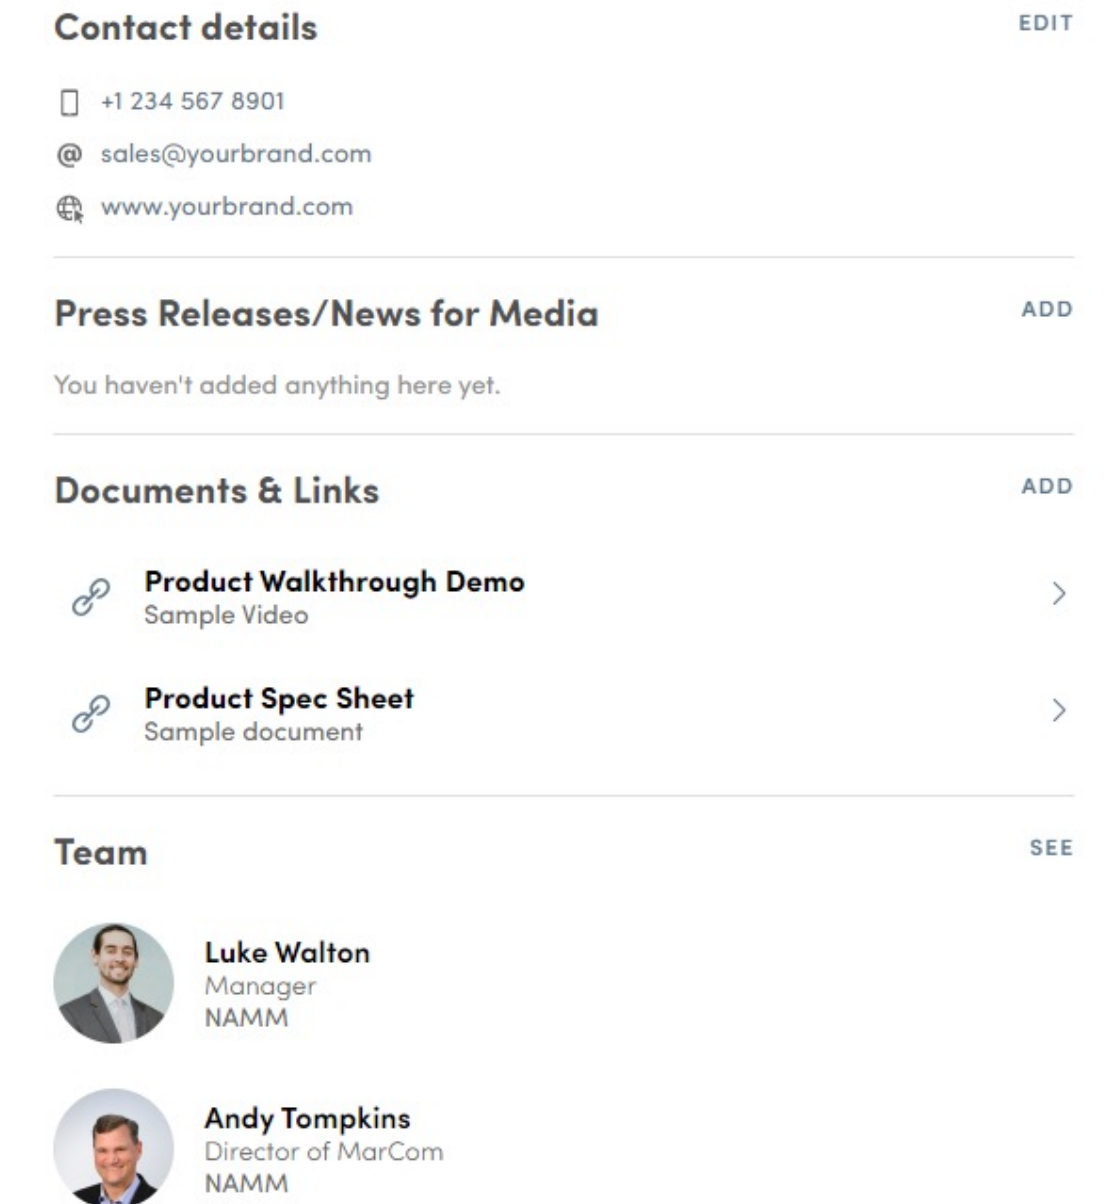 Contact details
EDIT
+1 234 567 8901
@ sales@yourbrand.com
www.yourbrand.com
Press Releases/News for Media
ADD
You haven't added anything here yet.
Documents & Links
ADD
Product Walkthrough Demo
Sample Video
Product Spec Sheet
Sample document
Team
SEE
Luke Walton
Manager
NAMM
Andy Tompkins
Director of MarCom
NAMM